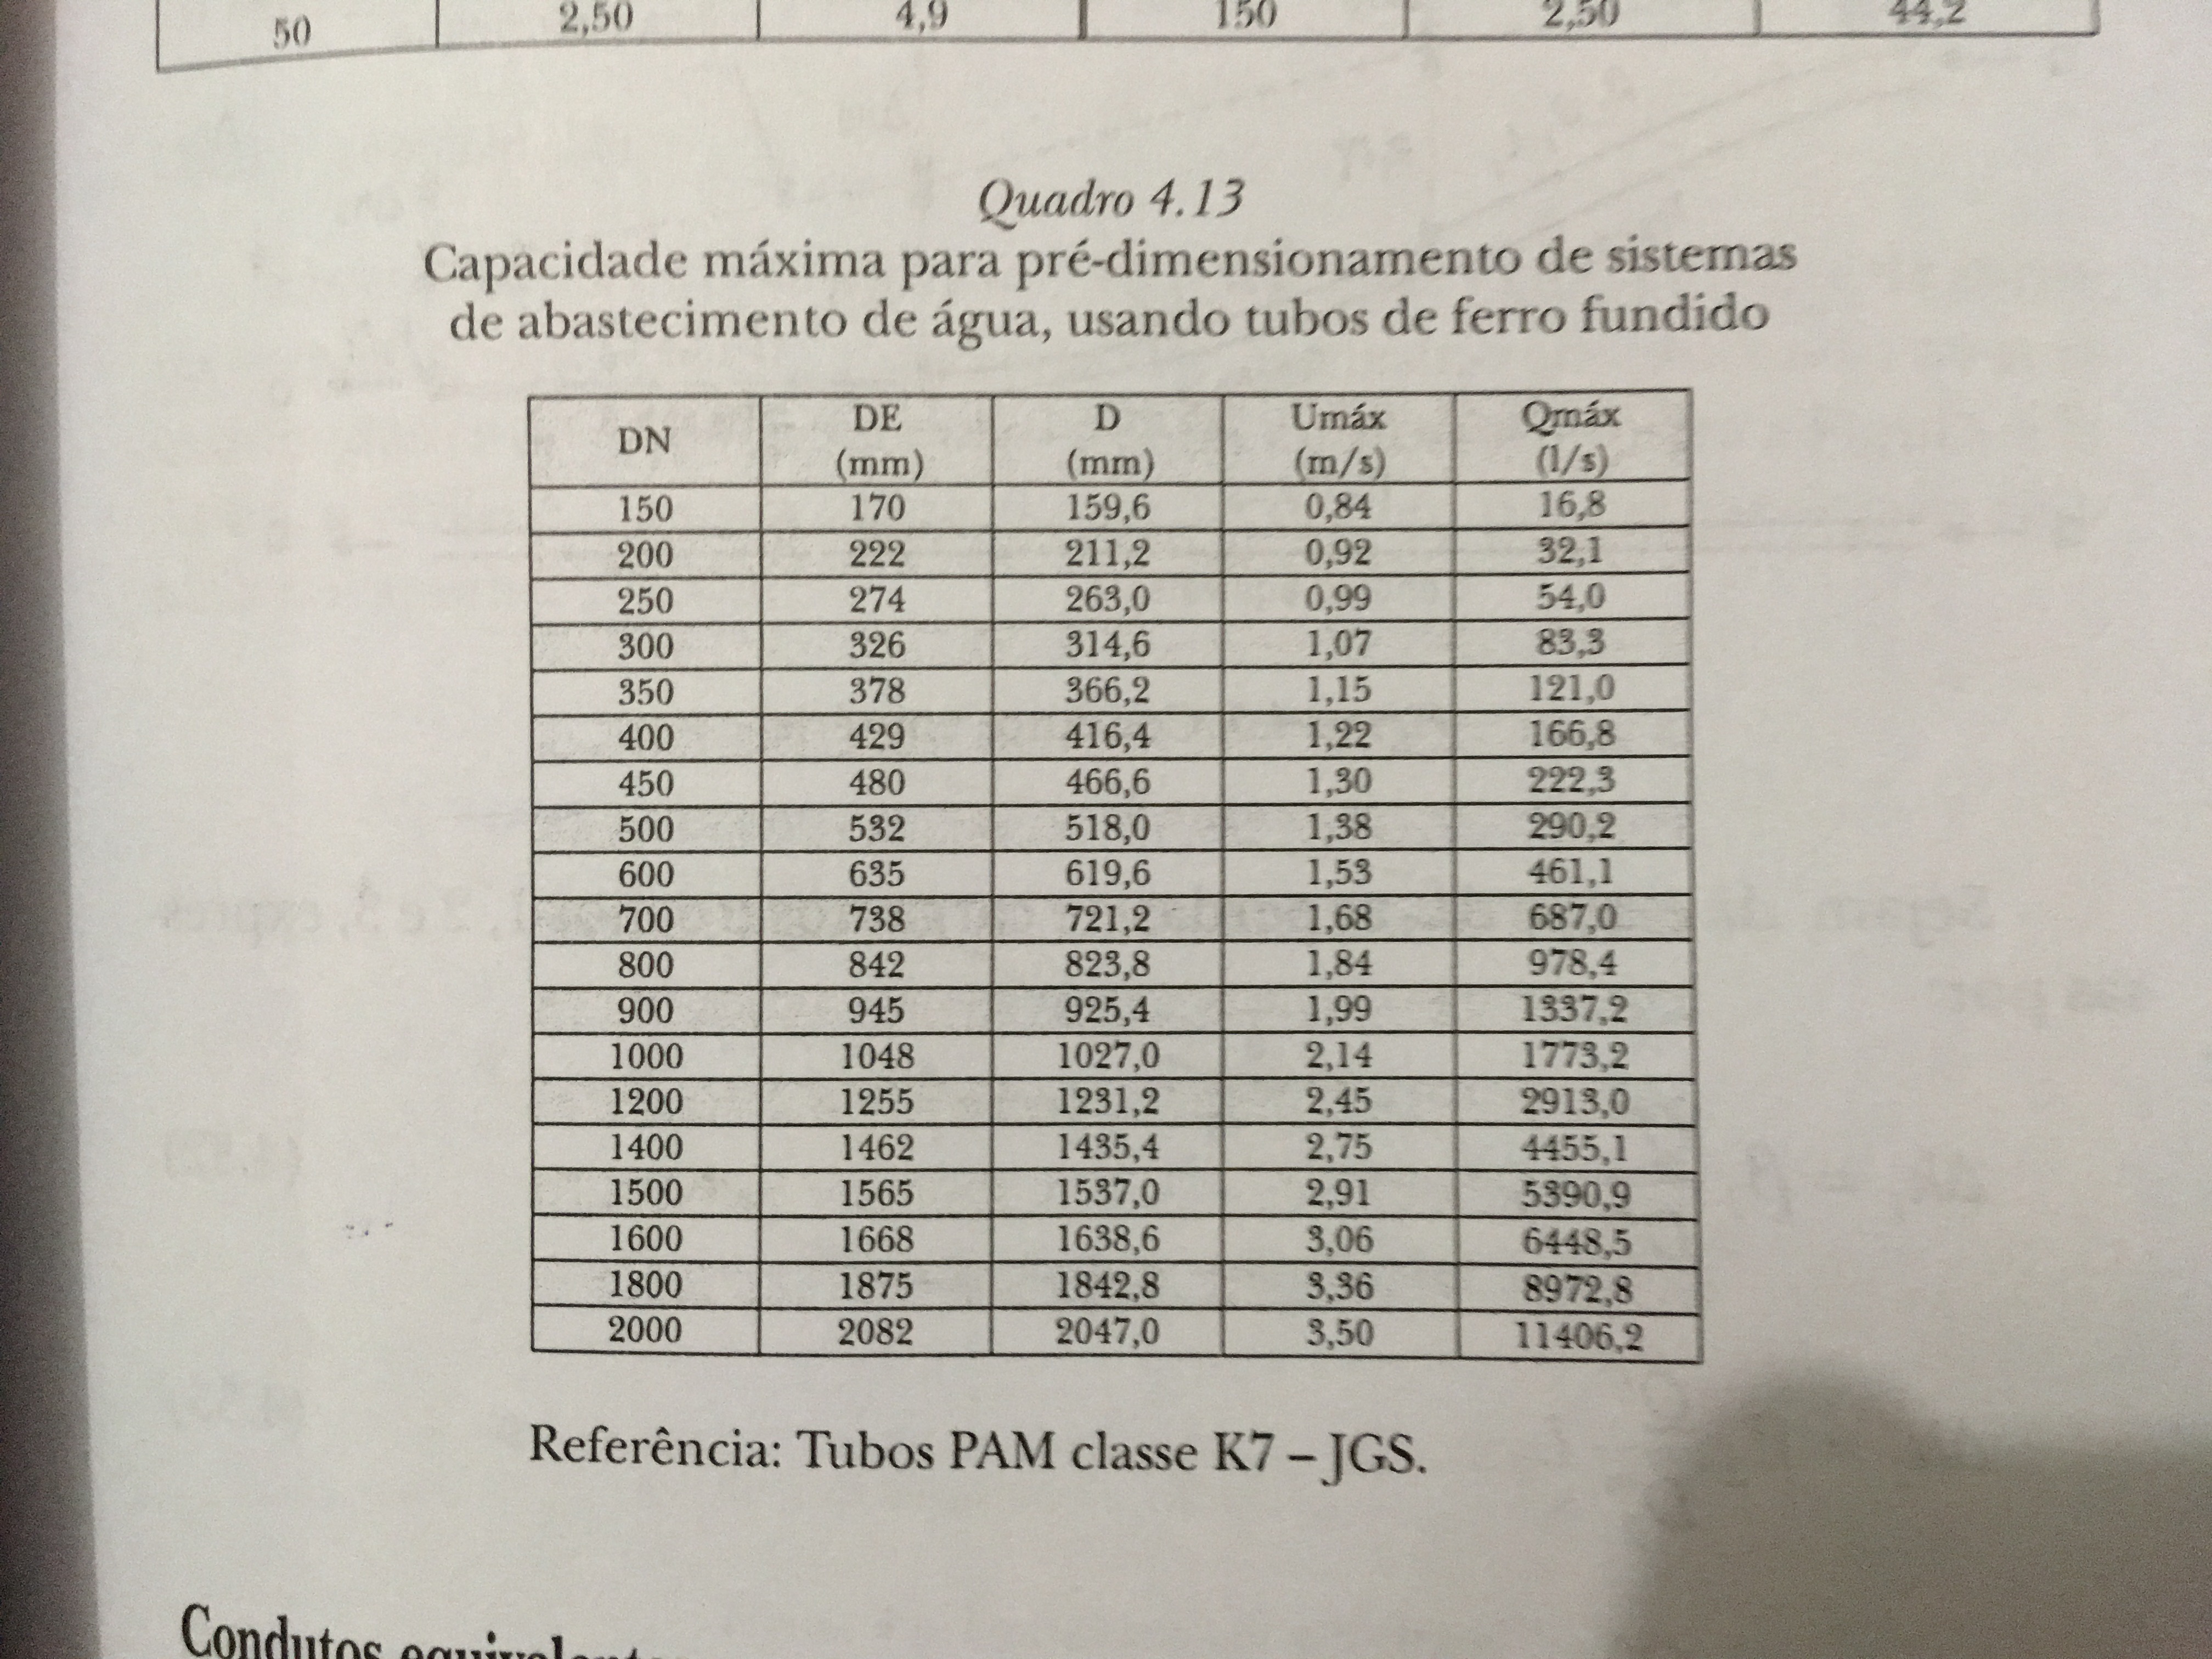 50 2,50 4,9 150 2,50 44,2
Quadro 4.13
Capacidade máxima para pré-dimensionamento de sistemas
de abastecimento de água, usando tubos de ferro fundido
DN DE (mm) D (mm) Umáx (m/s) Qmáx (l/s)
150 170 159,6 0,84 16,8
200 222 211,2 0,92 32,1
250 274 263,0 0,99 54,0
300 326 314,6 1,07 83,3
350 378 366,2 1,15 121,0
400 429 416,4 1,22 166,8
450 480 466,6 1,30 222,3
500 532 518,0 1,38 290,2
600 635 619,6 1,53 461,1
700 738 721,2 1,68 687,0
800 842 823,8 1,84 978,4
900 945 925,4 1,99 1337,2
1000 1048 1027,0 2,14 1773,2
1200 1255 1231,2 2,45 2913,0
1400 1462 1435,4 2,75 4455,1
1500 1565 1537,0 2,91 5390,9
1600 1668 1638,6 3,06 6448,5
1800 1875 1842,8 3,36 8972,8
2000 2082 2047,0 3,50 11406,2
Referência: Tubos PAM classe K7 – JGS.
Condutos